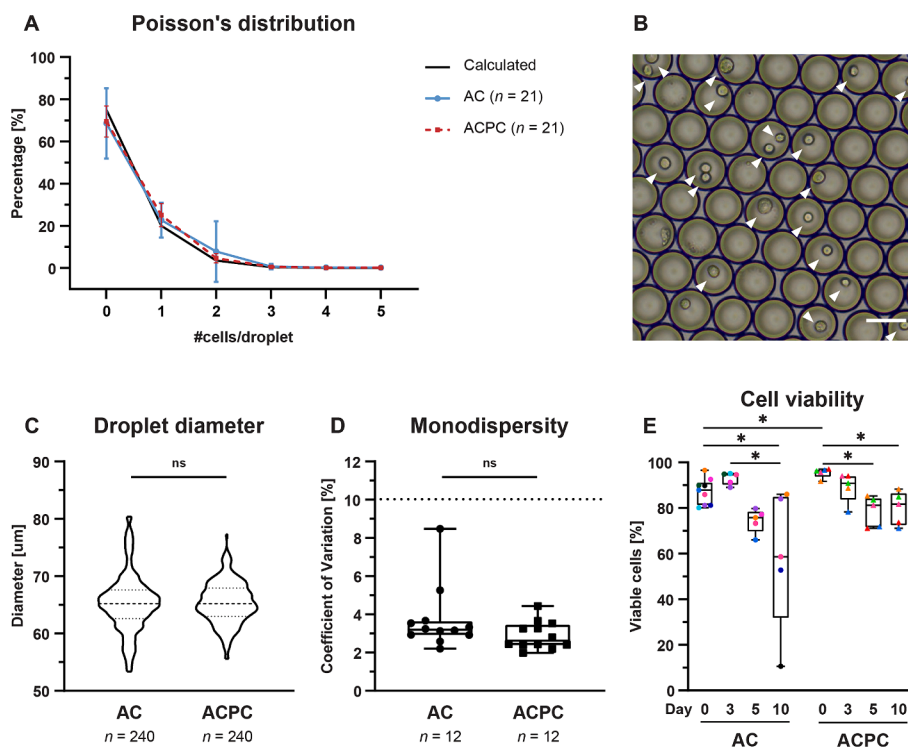 A
Poisson's distribution
Percentage [%]
100
80
60
40
20
0
0 1 2 3 4 5
#cells/droplet
Calculated
AC (n = 21)
ACPC (n = 21)
B
C
Droplet diameter
ns
Diameter [um]
90
80
70
60
50
AC ACPC
n = 240 n = 240
D
Monodispersity
ns
Coefficient of Variation [%]
12
10
8
6
4
2
0
AC ACPC
n = 12 n = 12
E
Cell viability
*
* *
* *
Viable cells [%]
100
80
60
40
20
0
Day 0 3 5 10 0 3 5 10
AC ACPC